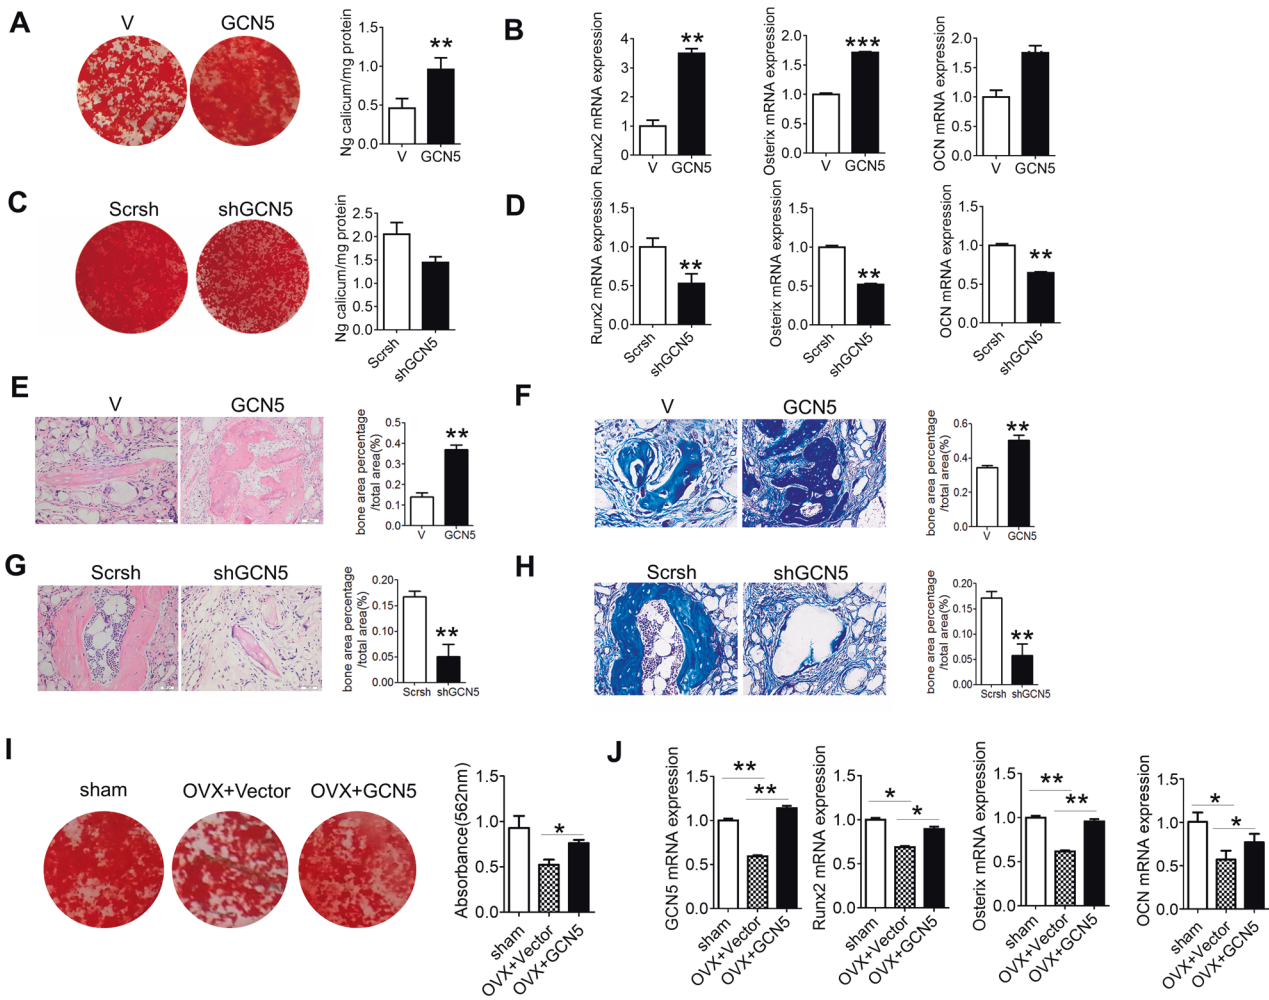 A
V
GCN5
Ng calicum/mg protein
1.5
1.0
0.5
0.0
**
V
GCN5
B
Runx2 mRNA expression
4
3
2
1
0
**
V
GCN5
Osterix mRNA expression
2.0
1.5
1.0
0.5
0.0
***
V
GCN5
OCN mRNA expression
2.0
1.5
1.0
0.5
0.0
V
GCN5
C
Scrsh
shGCN5
Ng calicum/mg protein
2.5
2.0
1.5
1.0
0.5
0.0
Scrsh
shGCN5
D
Runx2 mRNA expression
1.5
1.0
0.5
0.0
**
Scrsh
shGCN5
Osterix mRNA expression
1.5
1.0
0.5
0.0
**
Scrsh
shGCN5
OCN mRNA expression
1.5
1.0
0.5
0.0
**
Scrsh
shGCN5
E
V
GCN5
bone area percentage
/total area(%)
0.5
0.4
0.3
0.2
0.1
0.0
**
V
GCN5
F
V
GCN5
bone area percentage
/total area(%)
0.6
0.4
0.2
0.0
**
V
GCN5
G
Scrsh
shGCN5
bone area percentage
/total area(%)
0.20
0.15
0.10
0.05
0.00
**
Scrsh
shGCN5
H
Scrsh
shGCN5
bone area percentage
/total area(%)
0.20
0.15
0.10
0.05
0.00
**
Scrsh
shGCN5
I
sham
OVX+Vector
OVX+GCN5
Absorbance(562nm)
1.5
1.0
0.5
0.0
*
sham
OVX+Vector
OVX+GCN5
J
GCN5 mRNA expression
1.5
1.0
0.5
0.0
**
**
sham
OVX+Vector
OVX+GCN5
Runx2 mRNA expression
1.5
1.0
0.5
0.0
*
*
sham
OVX+Vector
OVX+GCN5
Osterix mRNA expression
1.5
1.0
0.5
0.0
**
**
sham
OVX+Vector
OVX+GCN5
OCN mRNA expression
1.5
1.0
0.5
0.0
*
*
sham
OVX+Vector
OVX+GCN5